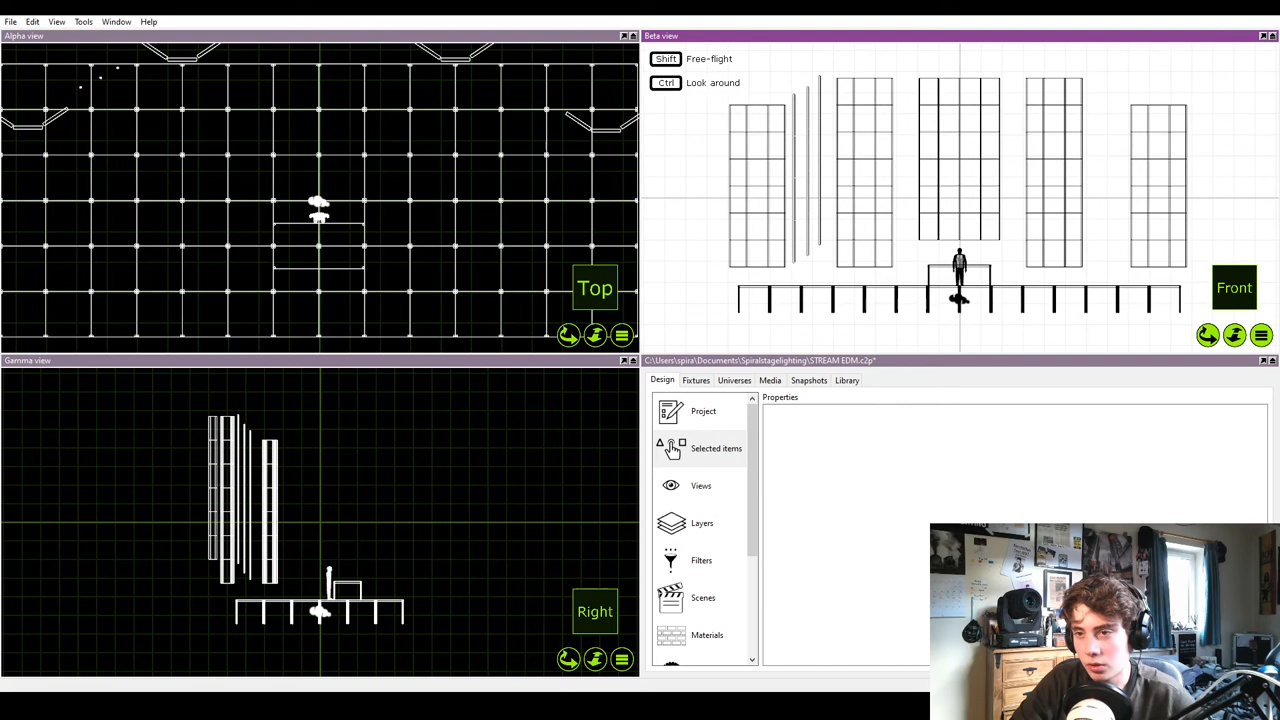 File Edit View Tools Window Help
Alpha view
Beta view
Shift Free-flight
Ctrl Look around
Top
Front
Gamma view
C:\Users\spira\Documents\Spiralstagelighting\STREAM EDM.c2p*
Design Fixtures Universes Media Snapshots Library
Properties
Project
Selected items
Views
Layers
Filters
Scenes
Materials
Right